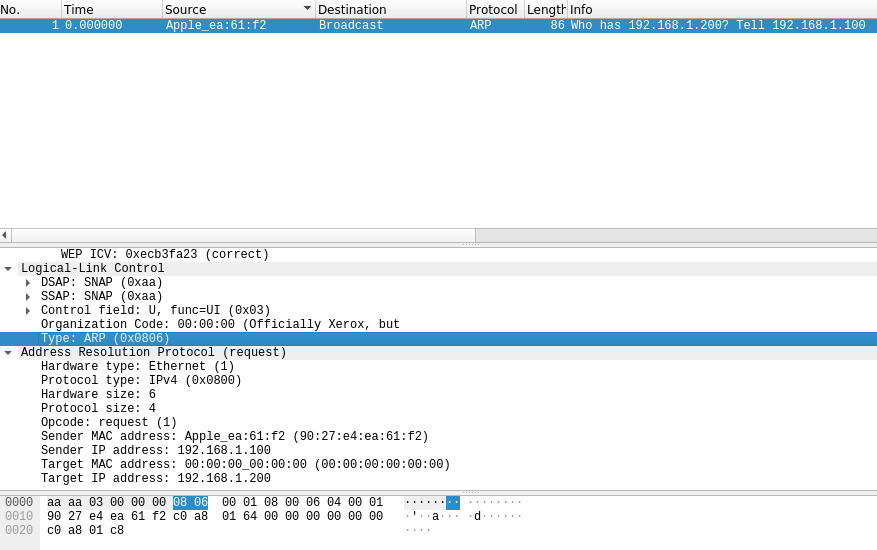 No. Time Source Destination Protocol Length Info
1 0.000000 Apple_ea:61:f2 Broadcast ARP 86 Who has 192.168.1.200? Tell 192.168.1.100
WEP ICV: 0xecb3fa23 (correct)
Logical-Link Control
DSAP: SNAP (0xaa)
SSAP: SNAP (0xaa)
Control field: U, func=UI (0x03)
Organization Code: 00:00:00 (Officially Xerox, but
Type: ARP (0x0806)
Address Resolution Protocol (request)
Hardware type: Ethernet (1)
Protocol type: IPv4 (0x0800)
Hardware size: 6
Protocol size: 4
Opcode: request (1)
Sender MAC address: Apple_ea:61:f2 (90:27:e4:ea:61:f2)
Sender IP address: 192.168.1.100
Target MAC address: 00:00:00_00:00:00 (00:00:00:00:00:00)
Target IP address: 192.168.1.200
0000 aa aa 03 00 00 00 08 06 00 01 08 00 06 04 00 01 ········ ········
0010 90 27 e4 ea 61 f2 c0 a8 01 64 00 00 00 00 00 00 ·'··a··· ·d······
0020 c0 a8 01 c8 ····